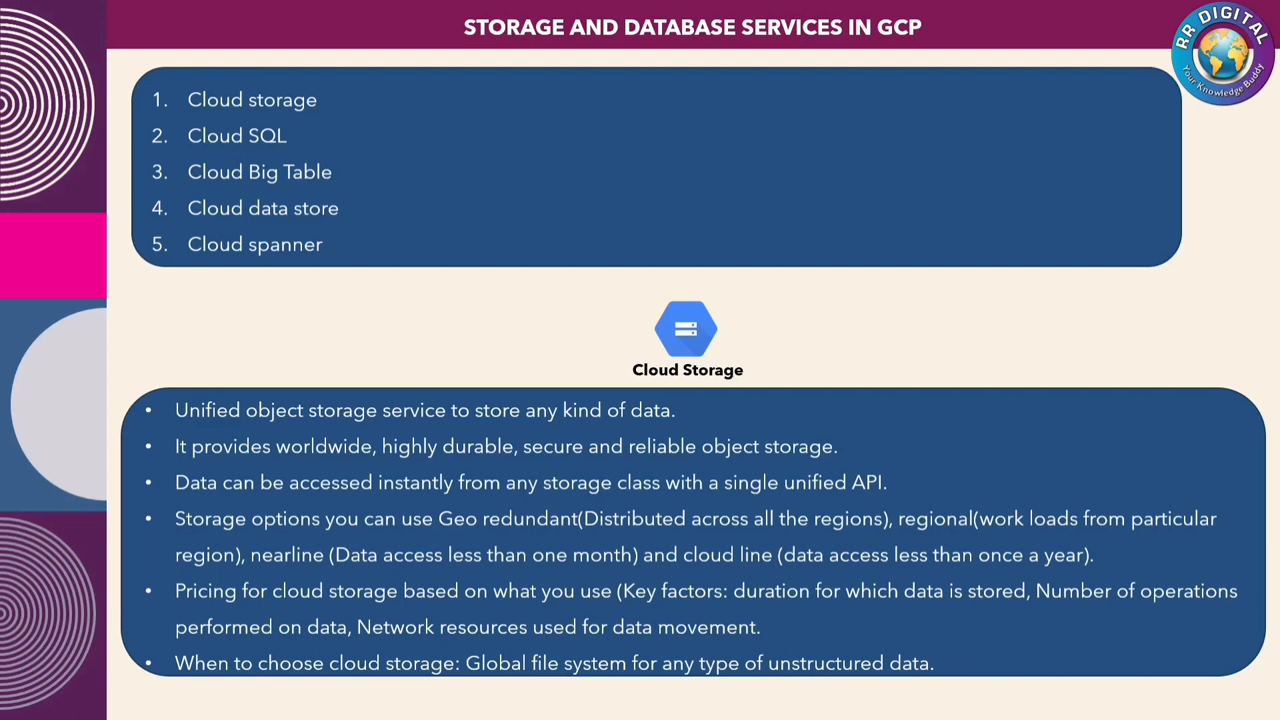 STORAGE AND DATABASE SERVICES IN GCP
RR DIGITAL
Your Knowledge Buddy
1. Cloud storage
2. Cloud SQL
3. Cloud Big Table
4. Cloud data store
5. Cloud spanner
Cloud Storage
• Unified object storage service to store any kind of data.
• It provides worldwide, highly durable, secure and reliable object storage.
• Data can be accessed instantly from any storage class with a single unified API.
• Storage options you can use Geo redundant(Distributed across all the regions), regional(work loads from particular
region), nearline (Data access less than one month) and cloud line (data access less than once a year).
• Pricing for cloud storage based on what you use (Key factors: duration for which data is stored, Number of operations
performed on data, Network resources used for data movement.
• When to choose cloud storage: Global file system for any type of unstructured data.